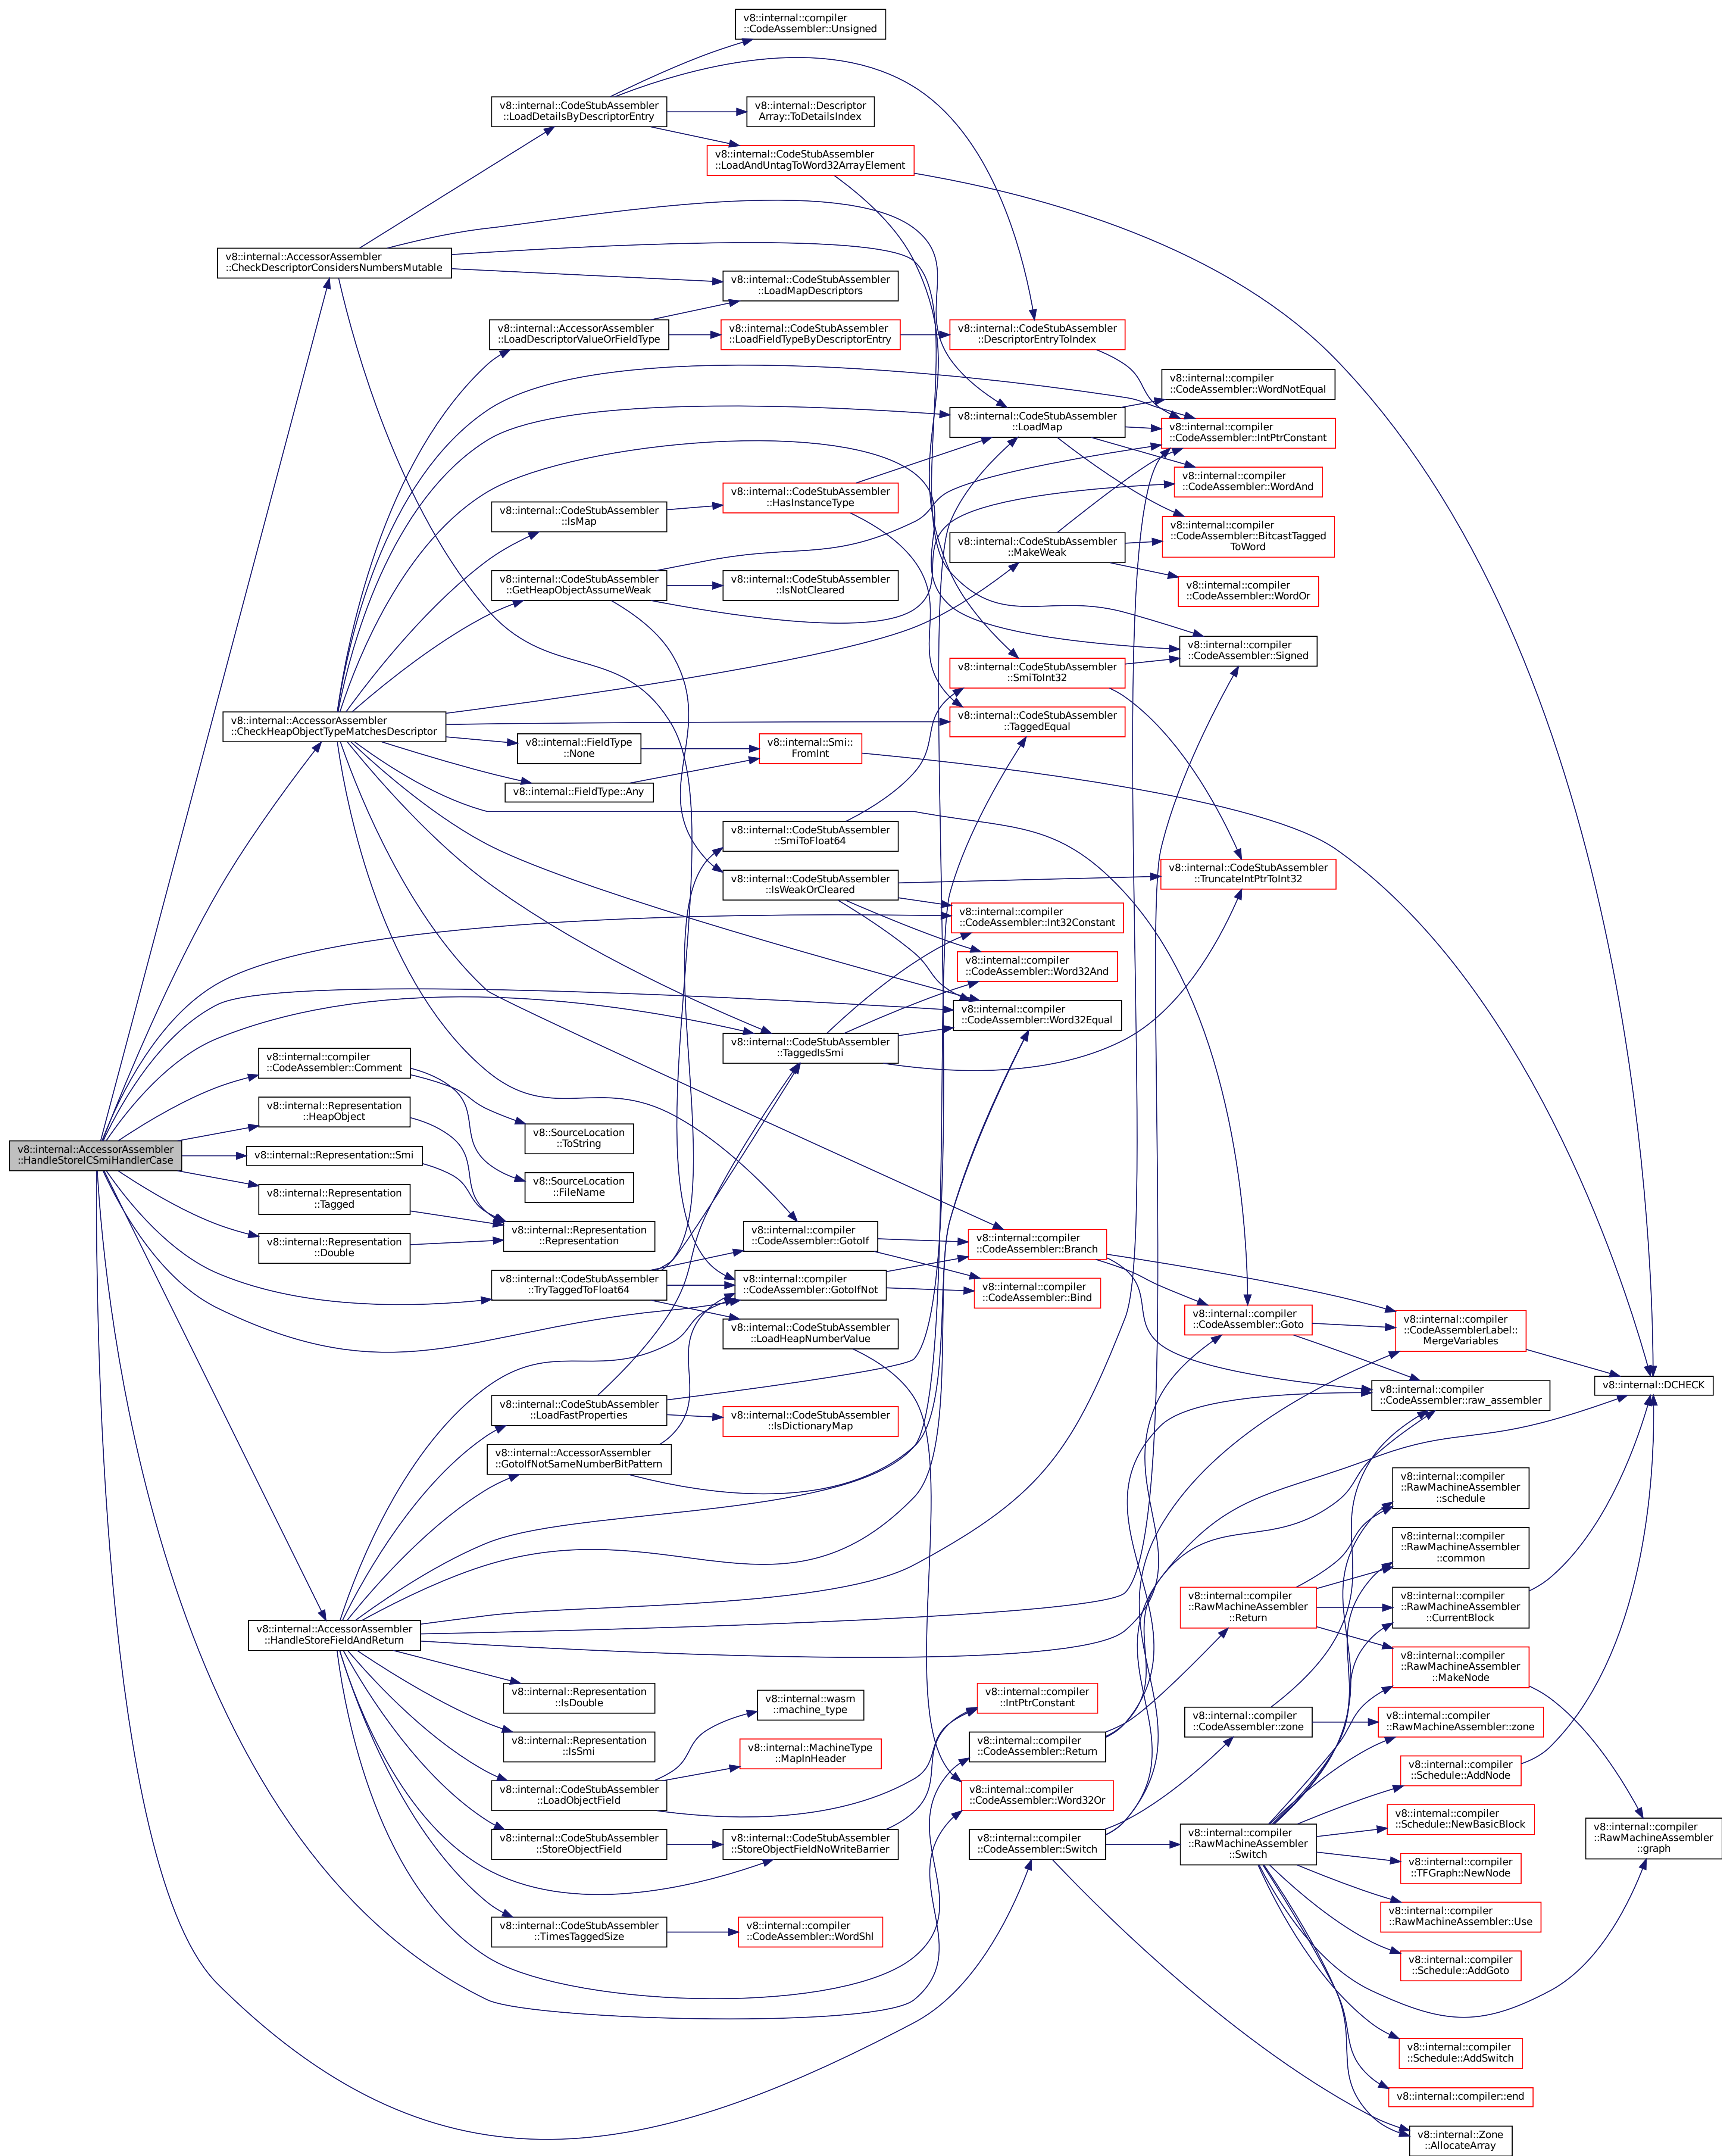 v8::internal::compiler
::CodeAssembler::Unsigned
v8::internal::CodeStubAssembler
::LoadDetailsByDescriptorEntry
v8::internal::Descriptor
Array::ToDetailsIndex
v8::internal::CodeStubAssembler
::LoadAndUntagToWord32ArrayElement
v8::internal::AccessorAssembler
::CheckDescriptorConsidersNumbersMutable
v8::internal::CodeStubAssembler
::LoadMapDescriptors
v8::internal::AccessorAssembler
::LoadDescriptorValueOrFieldType
v8::internal::CodeStubAssembler
::LoadFieldTypeByDescriptorEntry
v8::internal::CodeStubAssembler
::DescriptorEntryToIndex
v8::internal::compiler
::CodeAssembler::WordNotEqual
v8::internal::CodeStubAssembler
::LoadMap
v8::internal::compiler
::CodeAssembler::IntPtrConstant
v8::internal::compiler
::CodeAssembler::WordAnd
v8::internal::CodeStubAssembler
::HasInstanceType
v8::internal::CodeStubAssembler
::IsMap
v8::internal::compiler
::CodeAssembler::BitcastTagged
ToWord
v8::internal::CodeStubAssembler
::MakeWeak
v8::internal::CodeStubAssembler
::GetHeapObjectAssumeWeak
v8::internal::CodeStubAssembler
::IsNotCleared
v8::internal::compiler
::CodeAssembler::WordOr
v8::internal::compiler
::CodeAssembler::Signed
v8::internal::CodeStubAssembler
::SmiToInt32
v8::internal::CodeStubAssembler
::TaggedEqual
v8::internal::AccessorAssembler
::CheckHeapObjectTypeMatchesDescriptor
v8::internal::FieldType
::None
v8::internal::Smi::
FromInt
v8::internal::FieldType::Any
v8::internal::CodeStubAssembler
::SmiToFloat64
v8::internal::CodeStubAssembler
::IsWeakOrCleared
v8::internal::CodeStubAssembler
::TruncateIntPtrToInt32
v8::internal::compiler
::CodeAssembler::Int32Constant
v8::internal::compiler
::CodeAssembler::Word32And
v8::internal::compiler
::CodeAssembler::Word32Equal
v8::internal::CodeStubAssembler
::TaggedIsSmi
v8::internal::compiler
::CodeAssembler::Comment
v8::internal::Representation
::HeapObject
v8::SourceLocation
::ToString
v8::internal::AccessorAssembler
::HandleStoreICSmiHandlerCase
v8::internal::Representation::Smi
v8::SourceLocation
::FileName
v8::internal::Representation
::Tagged
v8::internal::Representation
::Double
v8::internal::Representation
::Representation
v8::internal::compiler
::CodeAssembler::GotoIf
v8::internal::compiler
::CodeAssembler::Branch
v8::internal::CodeStubAssembler
::TryTaggedToFloat64
v8::internal::compiler
::CodeAssembler::GotoIfNot
v8::internal::compiler
::CodeAssembler::Bind
v8::internal::compiler
::CodeAssembler::Goto
v8::internal::compiler
::CodeAssemblerLabel::
MergeVariables
v8::internal::CodeStubAssembler
::LoadHeapNumberValue
v8::internal::DCHECK
v8::internal::compiler
::CodeAssembler::raw_assembler
v8::internal::CodeStubAssembler
::LoadFastProperties
v8::internal::CodeStubAssembler
::IsDictionaryMap
v8::internal::AccessorAssembler
::GotoIfNotSameNumberBitPattern
v8::internal::compiler
::RawMachineAssembler
::schedule
v8::internal::compiler
::RawMachineAssembler
::common
v8::internal::compiler
::RawMachineAssembler
::Return
v8::internal::compiler
::RawMachineAssembler
::CurrentBlock
v8::internal::AccessorAssembler
::HandleStoreFieldAndReturn
v8::internal::compiler
::RawMachineAssembler
::MakeNode
v8::internal::Representation
::IsDouble
v8::internal::wasm
::machine_type
v8::internal::compiler
::IntPtrConstant
v8::internal::compiler
::CodeAssembler::zone
v8::internal::compiler
::RawMachineAssembler::zone
v8::internal::Representation
::IsSmi
v8::internal::MachineType
::MapInHeader
v8::internal::compiler
::CodeAssembler::Return
v8::internal::compiler
::Schedule::AddNode
v8::internal::CodeStubAssembler
::LoadObjectField
v8::internal::compiler
::CodeAssembler::Word32Or
v8::internal::compiler
::Schedule::NewBasicBlock
v8::internal::compiler
::RawMachineAssembler
::graph
v8::internal::CodeStubAssembler
::StoreObjectField
v8::internal::CodeStubAssembler
::StoreObjectFieldNoWriteBarrier
v8::internal::compiler
::CodeAssembler::Switch
v8::internal::compiler
::RawMachineAssembler
::Switch
v8::internal::compiler
::TFGraph::NewNode
v8::internal::CodeStubAssembler
::TimesTaggedSize
v8::internal::compiler
::CodeAssembler::WordShl
v8::internal::compiler
::RawMachineAssembler::Use
v8::internal::compiler
::Schedule::AddGoto
v8::internal::compiler
::Schedule::AddSwitch
v8::internal::compiler::end
v8::internal::Zone
::AllocateArray